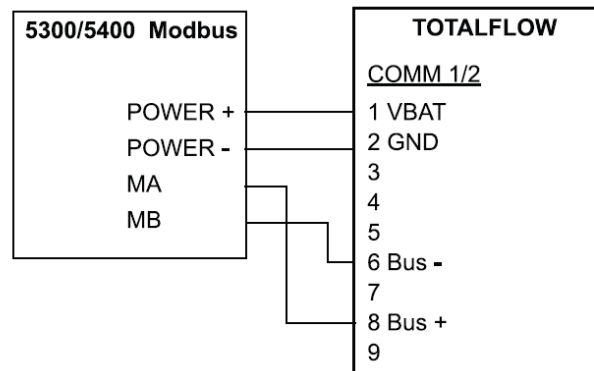 5300/5400 Modbus
POWER +
POWER -
MA
MB
TOTALFLOW
COMM 1/2
1 VBAT
2 GND
3
4
5
6 Bus -
7
8 Bus +
9